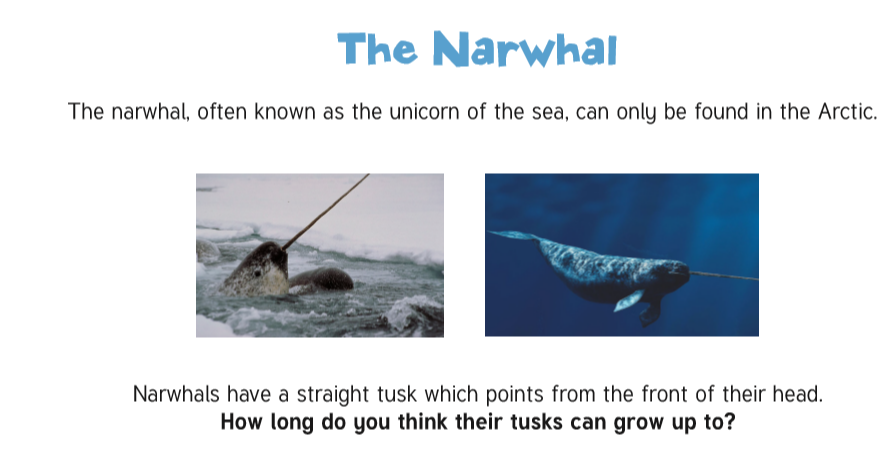 The Narwhal
The narwhal, often known as the unicorn of the sea, can only be found in the Arctic.
Narwhals have a straight tusk which points from the front of their head.
How long do you think their tusks can grow up to?